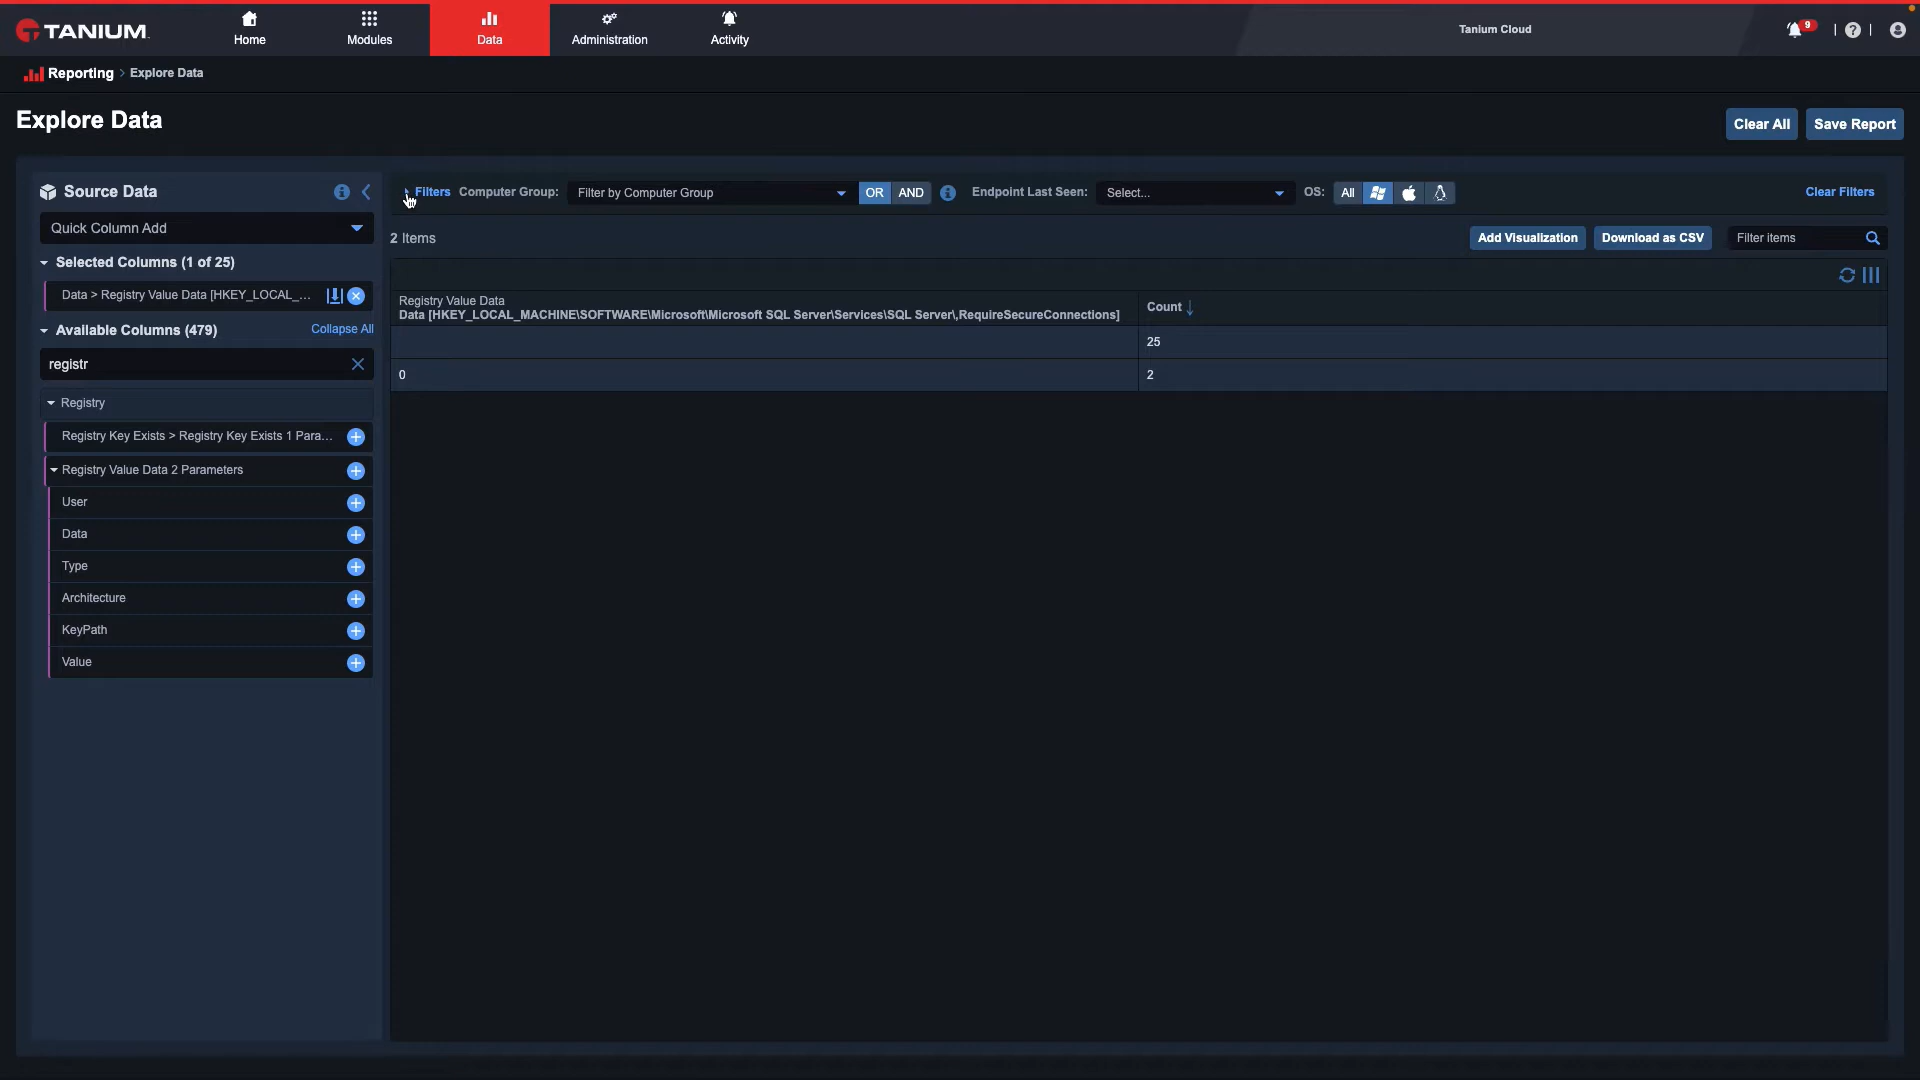 TANIUM
Home
Modules
Data
Administration
Activity
Tanium Cloud
9
?
Reporting > Explore Data
Explore Data
Clear All
Save Report
Source Data
Filters
Computer Group:
Filter by Computer Group
OR
AND
Endpoint Last Seen:
Select...
OS:
All
Clear Filters
Quick Column Add
2 Items
Add Visualization
Download as CSV
Filter items
Selected Columns (1 of 25)
Data > Registry Value Data [HKEY_LOCAL_...
Available Columns (479)
Collapse All
registr
Registry
Registry Key Exists > Registry Key Exists 1 Para...
Registry Value Data 2 Parameters
User
Data
Type
Architecture
KeyPath
Value
Registry Value Data
Data [HKEY_LOCAL_MACHINE\SOFTWARE\Microsoft\Microsoft SQL Server\Services\SQL Server\,RequireSecureConnections]
Count
25
0
2